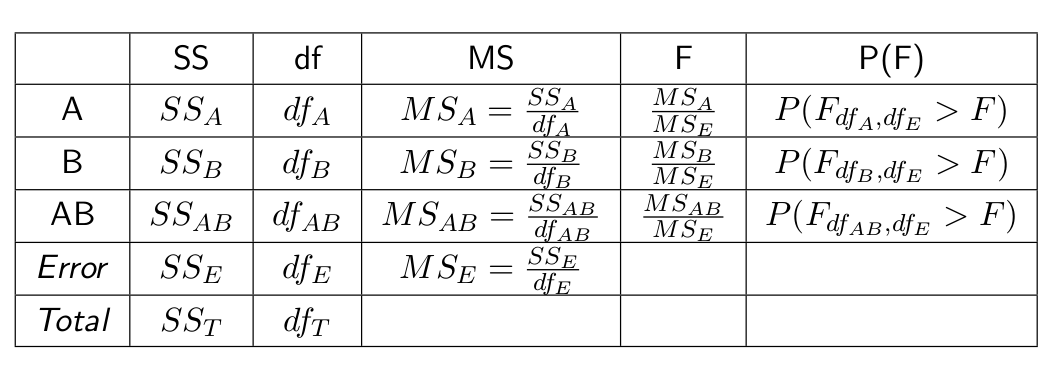 SS df MS F P(F)
A $SS_A$ $df_A$ $MS_A = \frac{SS_A}{df_A}$ $\frac{MS_A}{MS_E}$ $P(F_{df_A,df_E} > F)$
B $SS_B$ $df_B$ $MS_B = \frac{SS_B}{df_B}$ $\frac{MS_B}{MS_E}$ $P(F_{df_B,df_E} > F)$
AB $SS_{AB}$ $df_{AB}$ $MS_{AB} = \frac{SS_{AB}}{df_{AB}}$ $\frac{MS_{AB}}{MS_E}$ $P(F_{df_{AB},df_E} > F)$
Error $SS_E$ $df_E$ $MS_E = \frac{SS_E}{df_E}$
Total $SS_T$ $df_T$